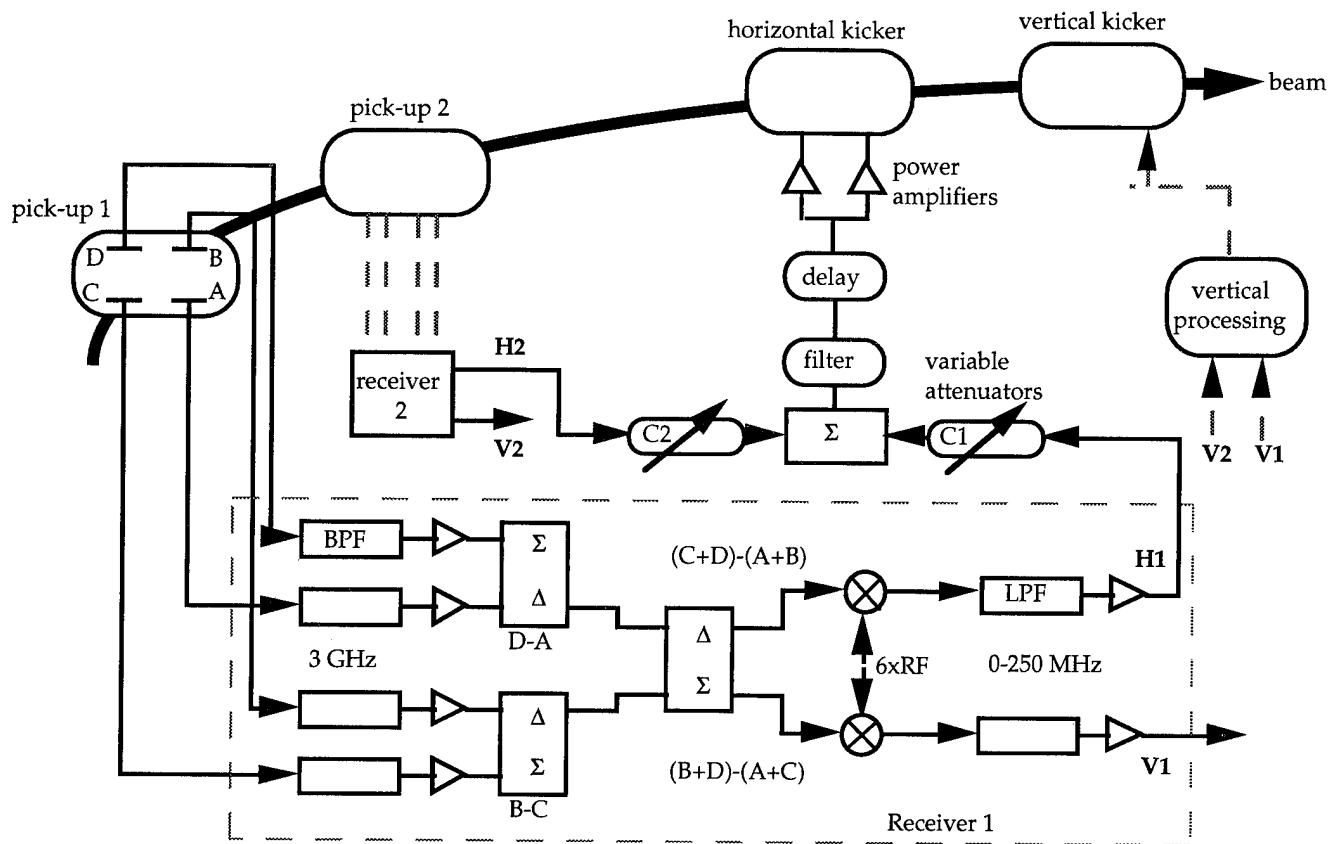 horizontal kicker
vertical kicker
beam
pick-up 2
power
amplifiers
pick-up 1
D
B
C
A
delay
vertical
processing
H2
filter
variable
attenuators
receiver
2
C2
Σ
C1
V2
V2
V1
BPF
Σ
(C+D)-(A+B)
H1
Δ
LPF
D-A
Δ
3 GHz
6xRF
0-250 MHz
Σ
Δ
Σ
(B+D)-(A+C)
V1
B-C
Receiver 1